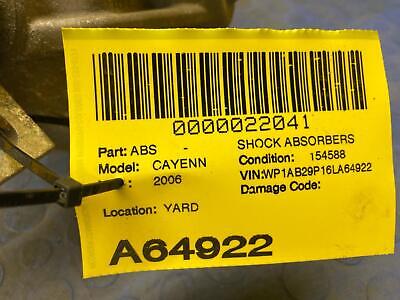 0000022041
Part: ABS - SHOCK ABSORBERS
Model: CAYENN Condition: 154588
: 2006 VIN: WP1AB29P16LA64922
Damage Code:
Location: YARD
A64922